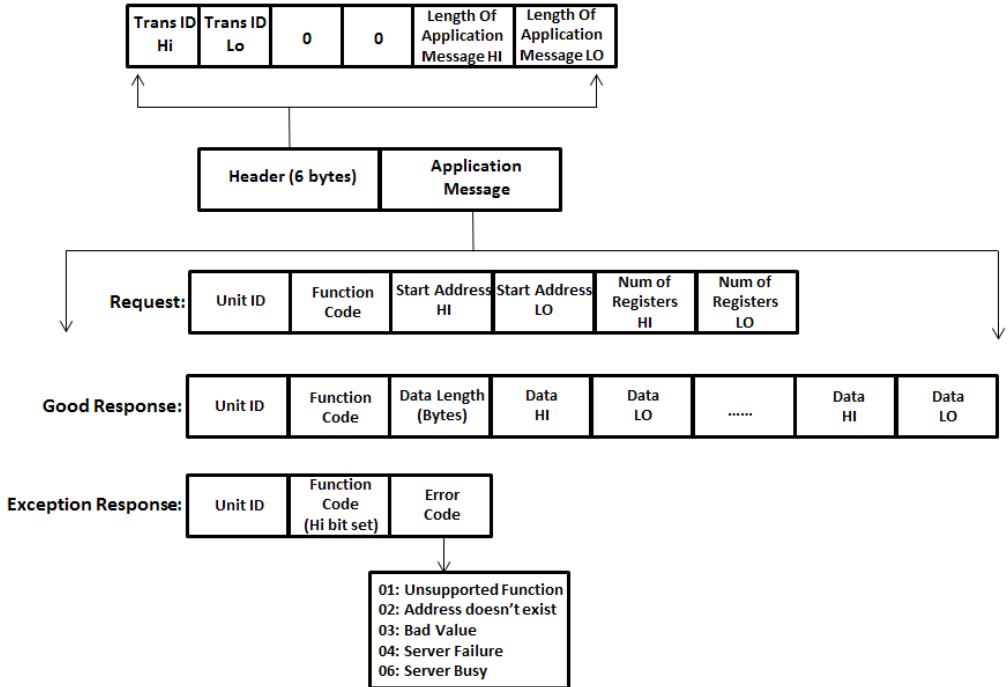 Trans ID
Hi
Trans ID
Lo
0
0
Length Of
Application
Message HI
Length Of
Application
Message LO
Header (6 bytes)
Application
Message
Request:
Unit ID
Function
Code
Start Address
HI
Start Address
LO
Num of
Registers
HI
Num of
Registers
LO
Good Response:
Unit ID
Function
Code
Data Length
(Bytes)
Data
HI
Data
LO
......
Data
HI
Data
LO
Exception Response:
Unit ID
Function
Code
(Hi bit set)
Error
Code
01: Unsupported Function
02: Address doesn't exist
03: Bad Value
04: Server Failure
06: Server Busy